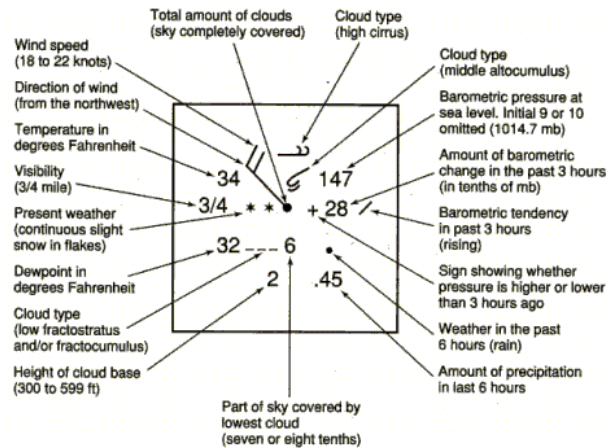 Total amount of clouds
(sky completely covered)
Cloud type
(high cirrus)
Wind speed
(18 to 22 knots)
Direction of wind
(from the northwest)
Temperature in
degrees Fahrenheit
Visibility
(3/4 mile)
Present weather
(continuous slight
snow in flakes)
Dewpoint in
degrees Fahrenheit
Cloud type
(low fractostratus
and/or fractocumulus)
Height of cloud base
(300 to 599 ft)
34
147
3/4
* *
+ 28
32
6
2
.45
Cloud type
(middle altocumulus)
Barometric pressure at
sea level. Initial 9 or 10
omitted (1014.7 mb)
Amount of barometric
change in the past 3 hours
(in tenths of mb)
Barometric tendency
in past 3 hours
(rising)
Sign showing whether
pressure is higher or lower
than 3 hours ago
Weather in the past
6 hours (rain)
Amount of precipitation
in last 6 hours
Part of sky covered by
lowest cloud
(seven or eight tenths)